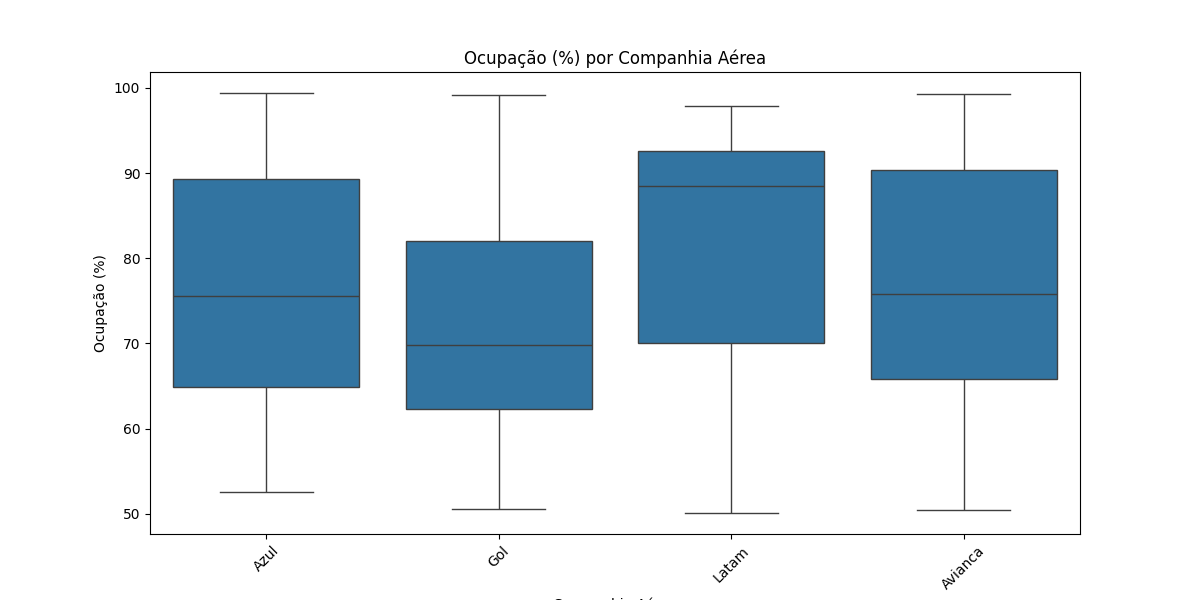 Ocupação (%) por Companhia Aérea
Ocupação (%)
100
90
80
70
60
50
Azul
Gol
Latam
Avianca